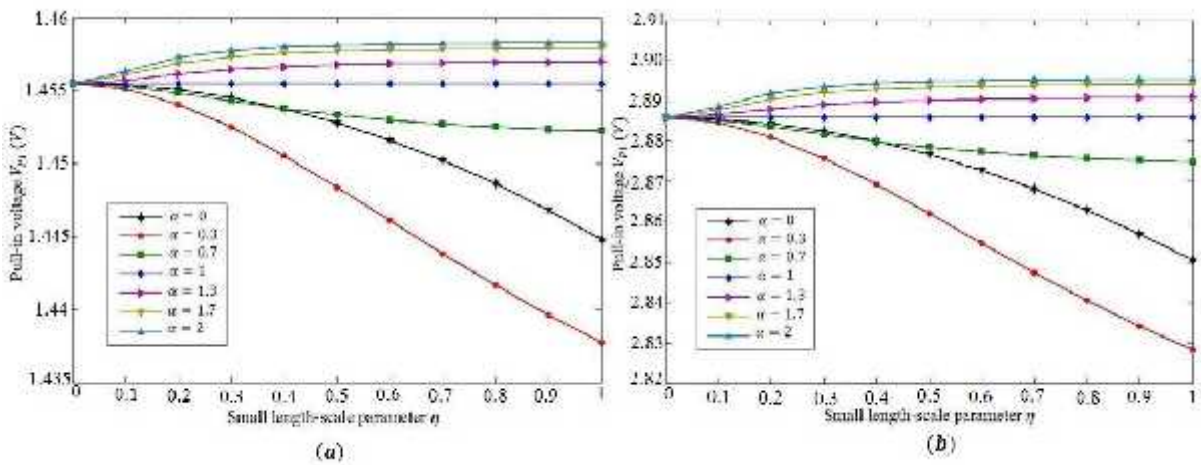 1.46
1.455
1.45
1.445
1.44
1.435
Pull-in voltage V_P1 (V)
α = 0
α = 0.3
α = 0.7
α = 1
α = 1.3
α = 1.7
α = 2
0 0.1 0.2 0.3 0.4 0.5 0.6 0.7 0.8 0.9 1
Small length-scale parameter η
(a)
2.91
2.90
2.89
2.88
2.87
2.86
2.85
2.84
2.83
2.82
Pull-in voltage V_P1 (V)
α = 0
α = 0.3
α = 0.7
α = 1
α = 1.3
α = 1.7
α = 2
0 0.1 0.2 0.3 0.4 0.5 0.6 0.7 0.8 0.9 1
Small length-scale parameter η
(b)